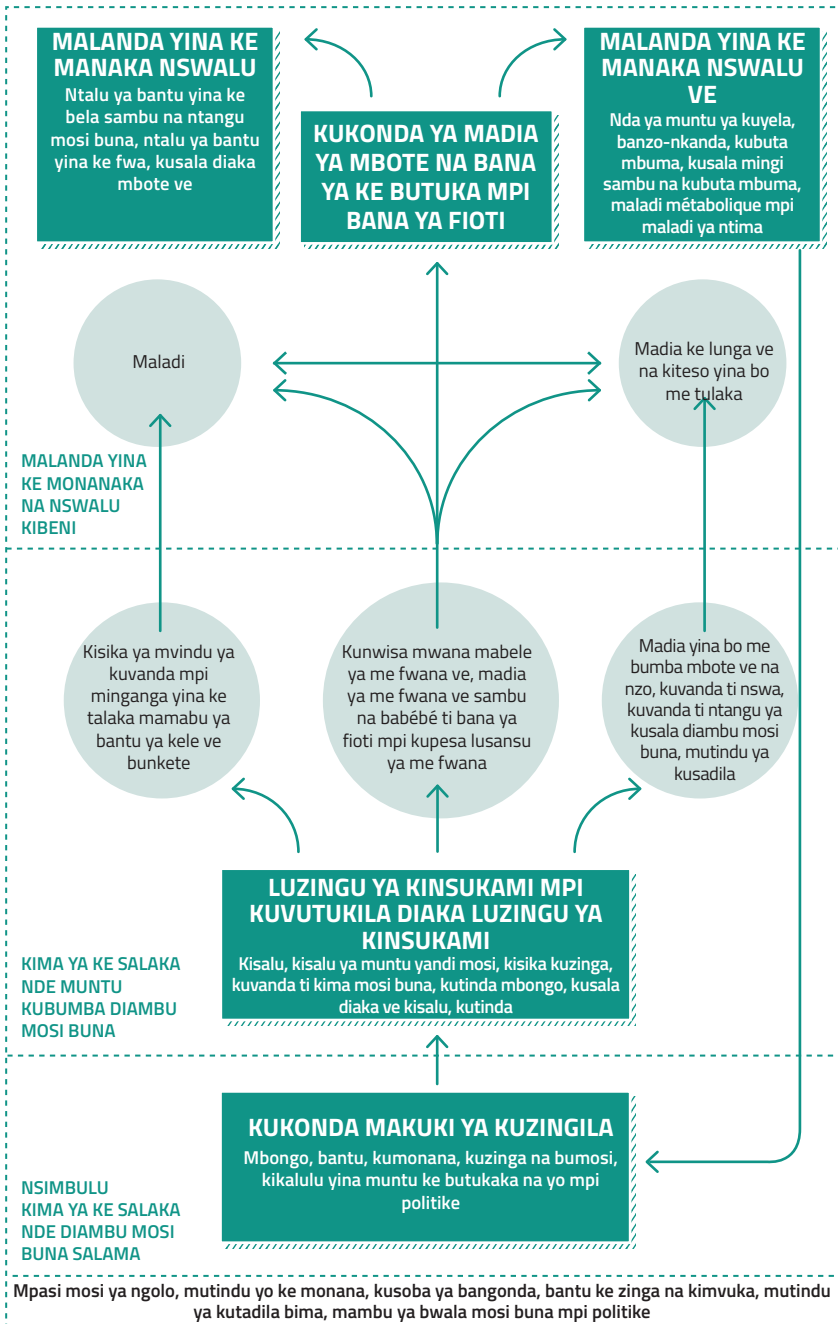 MALANDA YINA KE
MANAKA NSWALU
Ntalu ya bantu yina ke
bela sambu na ntangu
mosi buna, ntalu ya bantu
yina ke fwa, kusala diaka
mbote ve
KUKONDA YA MADIA
YA MBOTE NA BANA
YA KE BUTUKA MPI
BANA YA FIOTI
MALANDA YINA KE
MANAKA NSWALU
VE
Nda ya muntu ya kuyela,
banzo-nkanda, kubuta
mbuma, kusala mingi
sambu na kubuta mbuma,
maladi métabolique mpi
maladi ya ntima
Maladi
Madia ke lunga ve
na kiteso yina bo
me tulaka
MALANDA YINA
KE MONANAKA
NA NSWALU
KIBENI
Kisika ya mvindu ya
kuvanda mpi
minganga yina ke
talaka mamabu ya
bantu ya kele ve
bunkete
Kunwisa mwana mabele
ya me fwana ve, madia
ya me fwana ve sambu
na babébé ti bana ya
fioti mpi kupesa lusansu
ya me fwana
Madia yina bo me
bumba mbote ve na
nzo, kuvanda ti nswa,
kuvanda ti ntangu ya
kusala diambu mosi
buna, mutindu ya
kusadila
LUZINGU YA KINSUKAMI MPI
KUVUTUKILA DIAKA LUZINGU YA
KINSUKAMI
Kisalu, kisalu ya muntu yandi mosi, kisika kuzinga,
kuvanda ti kima mosi buna, kutinda mbongo, kusala
diaka ve kisalu, kutinda
KIMA YA KE SALAKA
NDE MUNTU
KUBUMBA DIAMBU
MOSI BUNA
KUKONDA MAKUKI YA KUZINGILA
Mbongo, bantu, kumonana, kuzinga na bumosi,
kikalulu yina muntu ke butukaka na yo mpi
politike
NSIMBULU
KIMA YA KE SALAKA
NDE DIAMBU MOSI
BUNA SALAMA
Mpasi mosi ya ngolo, mutindu yo ke monana, kusoba ya bangonda, bantu ke zinga na kimvuka, mutindu
ya kutadila bima, mambu ya bwala mosi buna mpi politike